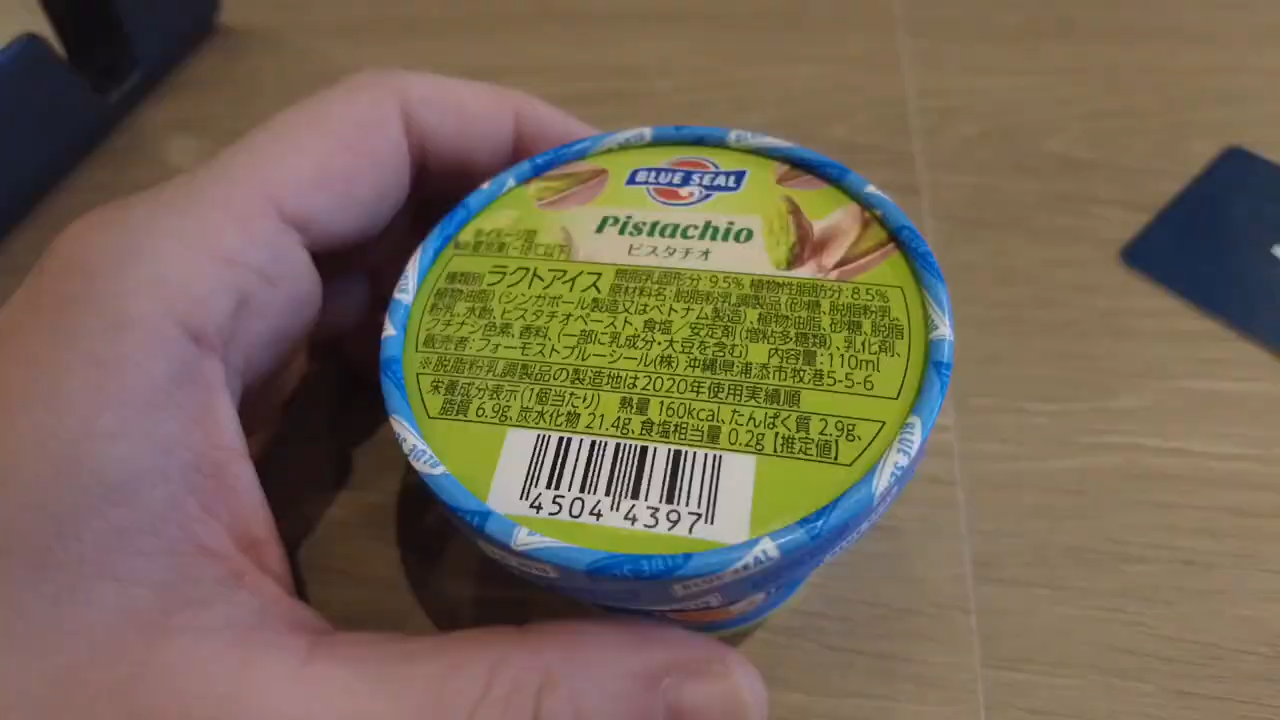 BLUE SEAL
Pistachio
ピスタチオ
種類別 ラクトアイス 無脂乳固形分:9.5% 植物性脂肪分:8.5%
植物油脂)(シンガポール製造又はベトナム製造)、植物油脂、砂糖、脱脂
原材料名:脱脂粉乳調製品(砂糖、脱脂粉乳、
粉乳、水飴、ピスタチオペースト、食塩/安定剤(増粘多糖類)、乳化剤、
クチナシ色素、香料、(一部に乳成分・大豆を含む) 内容量:110ml
販売者:フォーモストブルーシール(株) 沖縄県浦添市牧港5-5-6
※脱脂粉乳調製品の製造地は2020年使用実績順
栄養成分表示(1個当たり) 熱量 160kcal、たんぱく質 2.9g、
脂質 6.9g、炭水化物 21.4g、食塩相当量 0.2g【推定値】
4504 4397
BLUE SEAL
BLUE SEAL
BLUE SEAL